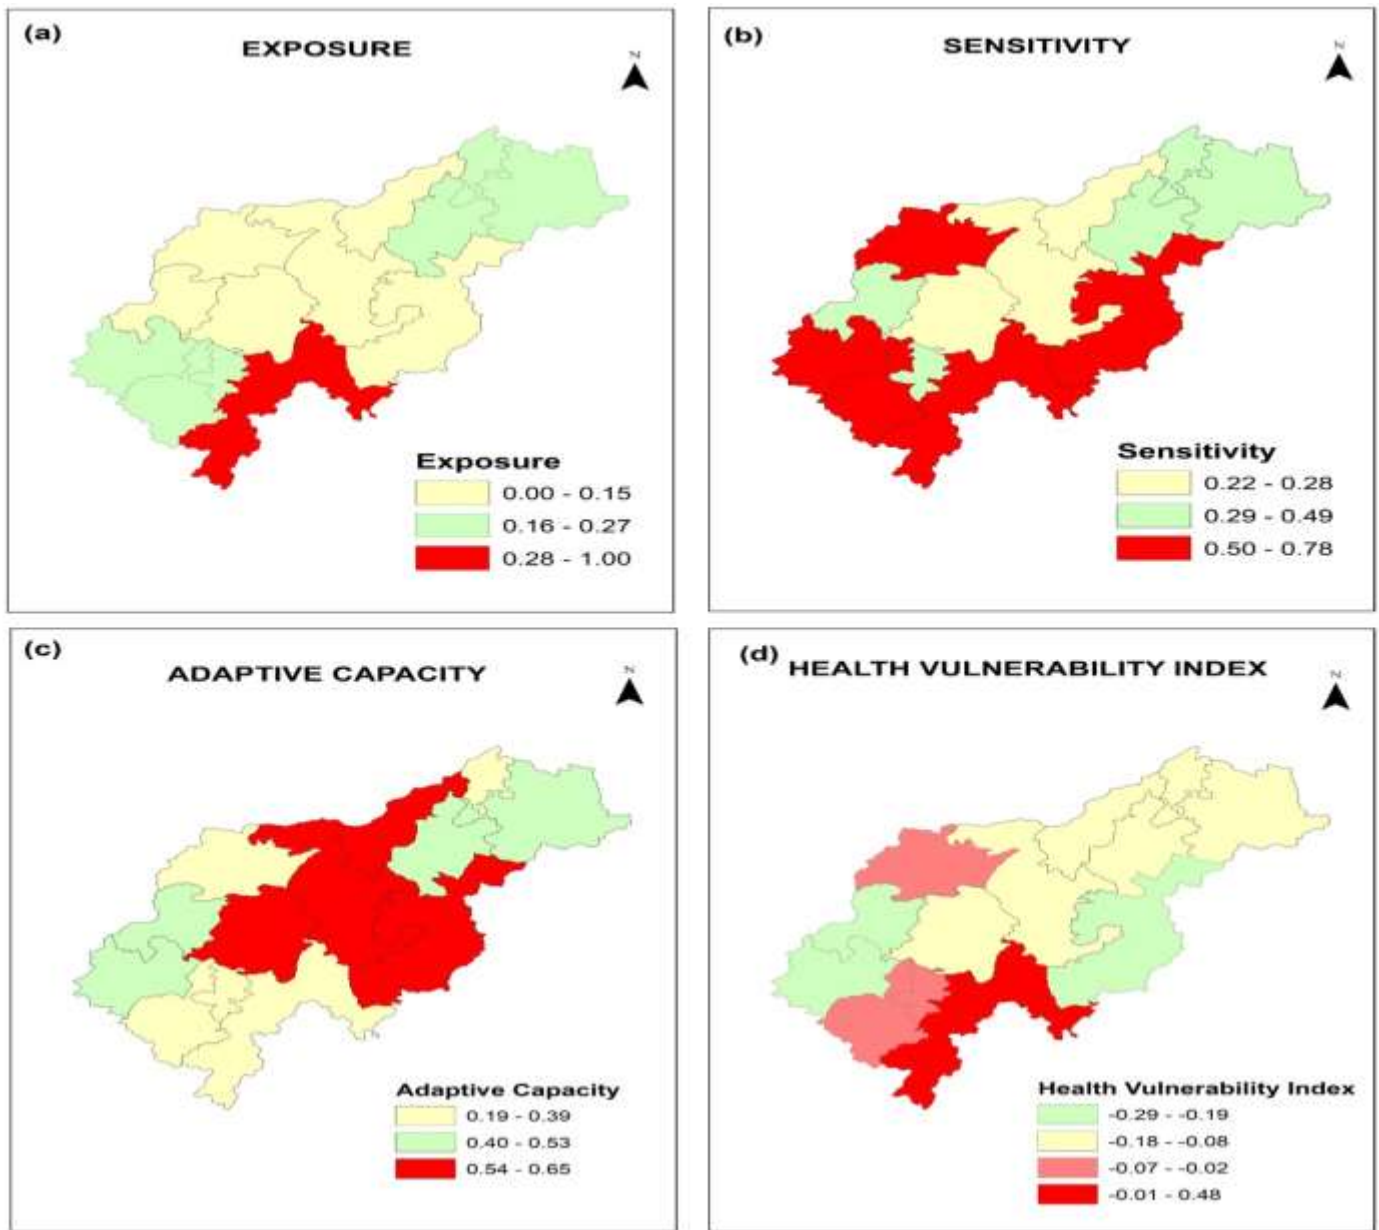 (a)
EXPOSURE
N
Exposure
0.00 - 0.15
0.16 - 0.27
0.28 - 1.00
(b)
SENSITIVITY
N
Sensitivity
0.22 - 0.28
0.29 - 0.49
0.50 - 0.78
(c)
ADAPTIVE CAPACITY
N
Adaptive Capacity
0.19 - 0.39
0.40 - 0.53
0.54 - 0.65
(d)
HEALTH VULNERABILITY INDEX
N
Health Vulnerability Index
-0.29 - -0.19
-0.18 - -0.08
-0.07 - -0.02
-0.01 - 0.48